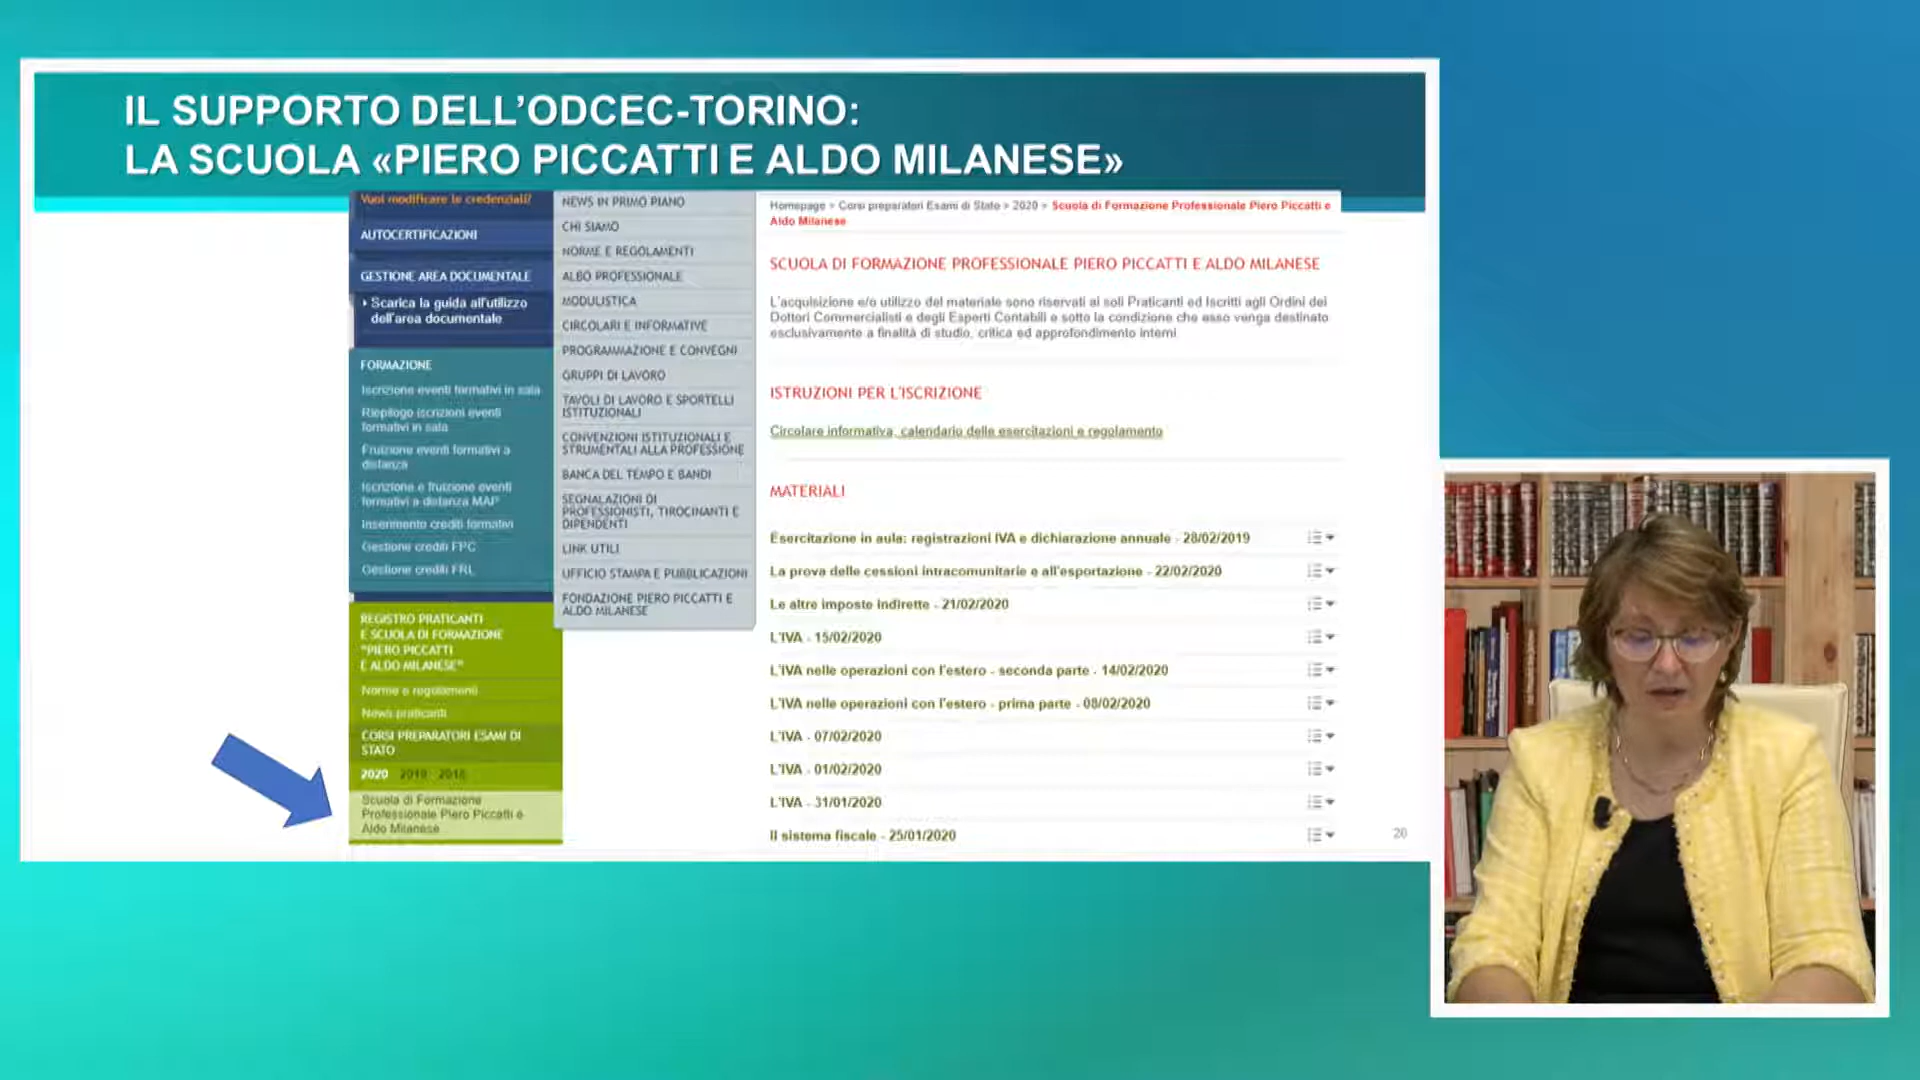 IL SUPPORTO DELL'ODCEC-TORINO:
LA SCUOLA «PIERO PICCATTI E ALDO MILANESE»
Vuoi modificare le credenziali?
AUTOCERTIFICAZIONI
GESTIONE AREA DOCUMENTALE
Scarica la guida all'utilizzo
dell'area documentale
FORMAZIONE
Iscrizione eventi formativi in sala
Riepilogo iscrizioni eventi
formativi in sala
Fruizione eventi formativi a
distanza
Iscrizione e fruizione eventi
formativi a distanza MAP
Inserimento crediti formativi
Gestione crediti FPC
Gestione crediti FRL
REGISTRO PRATICANTI
E SCUOLA DI FORMAZIONE
"PIERO PICCATTI
E ALDO MILANESE"
Norme e regolamenti
News praticanti
CORSI PREPARATORI ESAMI DI
STATO
2020 2019 2018
Scuola di Formazione
Professionale Piero Piccatti e
Aldo Milanese
NEWS IN PRIMO PIANO
CHI SIAMO
NORME E REGOLAMENTI
ALBO PROFESSIONALE
MODULISTICA
CIRCOLARI E INFORMATIVE
PROGRAMMAZIONE E CONVEGNI
GRUPPI DI LAVORO
TAVOLI DI LAVORO E SPORTELLI
ISTITUZIONALI
CONVENZIONI ISTITUZIONALI E
STRUMENTALI ALLA PROFESSIONE
BANCA DEL TEMPO E BANDI
SEGNALAZIONI DI
PROFESSIONISTI, TIROCINANTI E
DIPENDENTI
LINK UTILI
UFFICIO STAMPA E PUBBLICAZIONI
FONDAZIONE PIERO PICCATTI E
ALDO MILANESE
Homepage > Corsi preparatori Esami di Stato > 2020 > Scuola di Formazione Professionale Piero Piccatti e
Aldo Milanese
SCUOLA DI FORMAZIONE PROFESSIONALE PIERO PICCATTI E ALDO MILANESE
L'acquisizione e/o utilizzo del materiale sono riservati ai soli Praticanti ed Iscritti agli Ordini dei
Dottori Commercialisti e degli Esperti Contabili e sotto la condizione che esso venga destinato
esclusivamente a finalità di studio, critica ed approfondimento interni
ISTRUZIONI PER L'ISCRIZIONE
Circolare informativa, calendario delle esercitazioni e regolamento
MATERIALI
Esercitazione in aula: registrazioni IVA e dichiarazione annuale - 28/02/2019
La prova delle cessioni intracomunitarie e all'esportazione - 22/02/2020
Le altre imposte indirette - 21/02/2020
L'IVA - 15/02/2020
L'IVA nelle operazioni con l'estero - seconda parte - 14/02/2020
L'IVA nelle operazioni con l'estero - prima parte - 08/02/2020
L'IVA - 07/02/2020
L'IVA - 01/02/2020
L'IVA - 31/01/2020
Il sistema fiscale - 25/01/2020